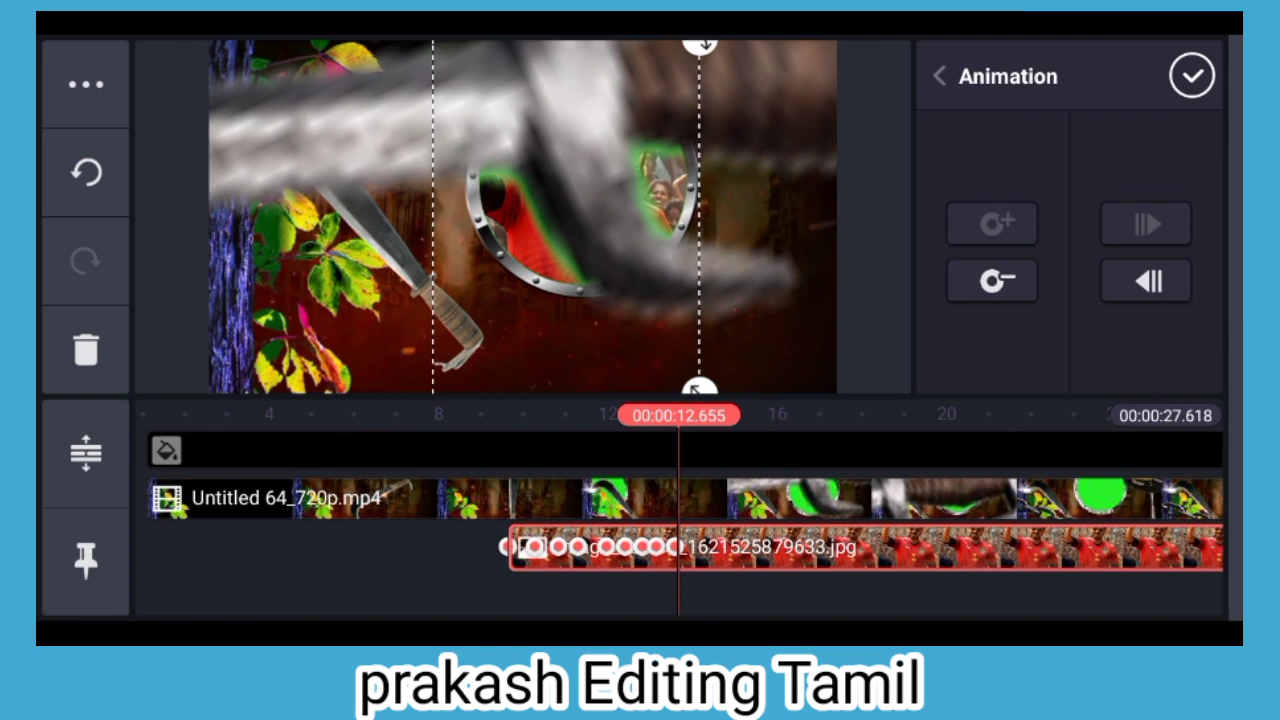 Animation
4
8
12
00:00:12.655
16
20
00:00:27.618
Untitled 64_720p.mp4
1621525879633.jpg
prakash Editing Tamil